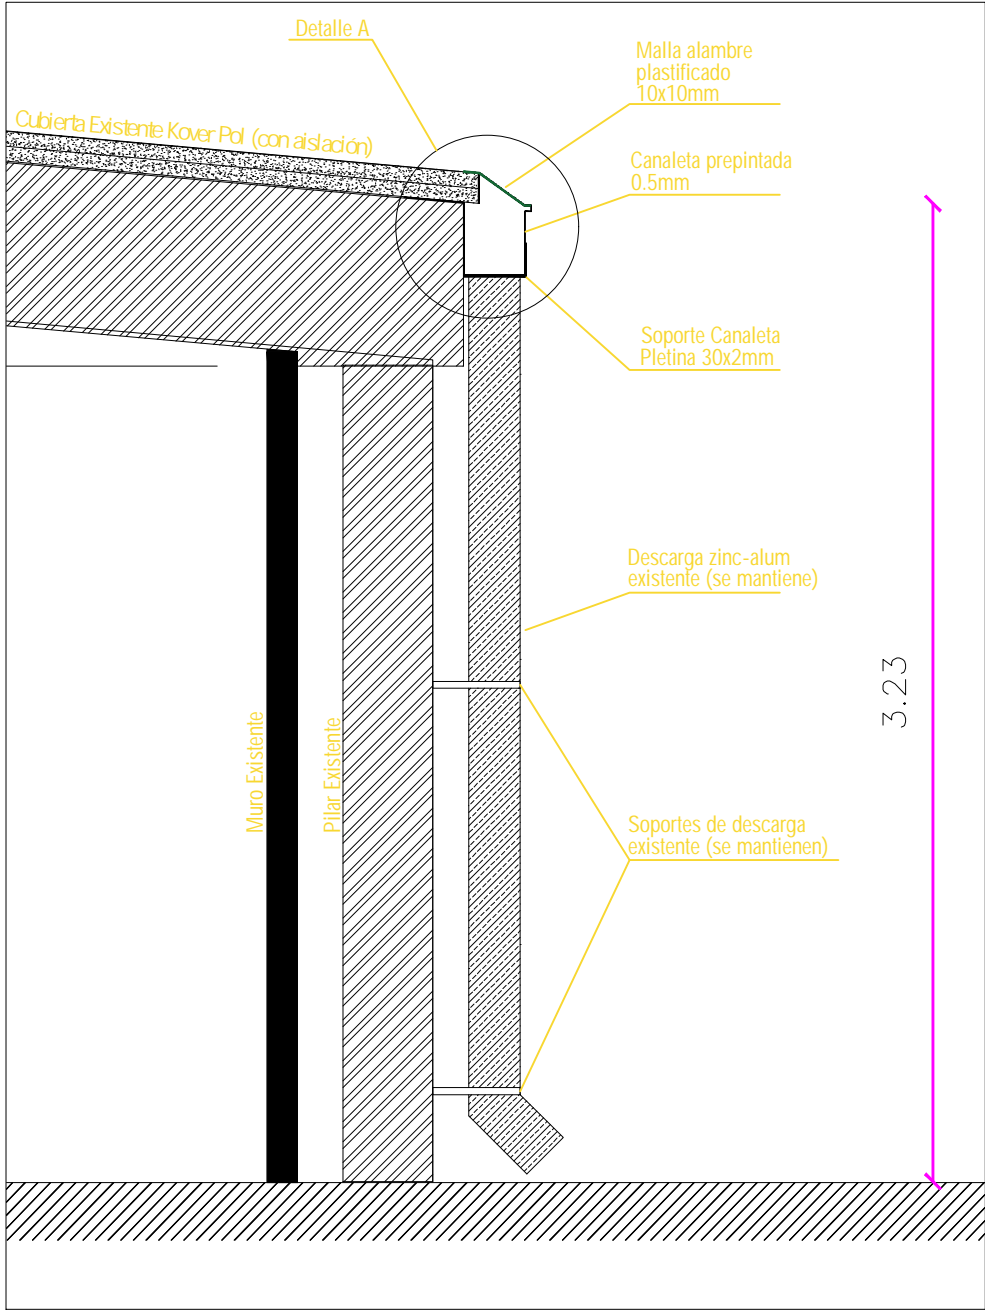 Detalle A
Malla alambre
plastificado
10x10mm
Cubierta Existente Kover Pol (con aislación)
Canaleta prepintada
0.5mm
Soporte Canaleta
Pletina 30x2mm
Descarga zinc-alum
existente (se mantiene)
3.23
Muro Existente
Pilar Existente
Soportes de descarga
existente (se mantienen)